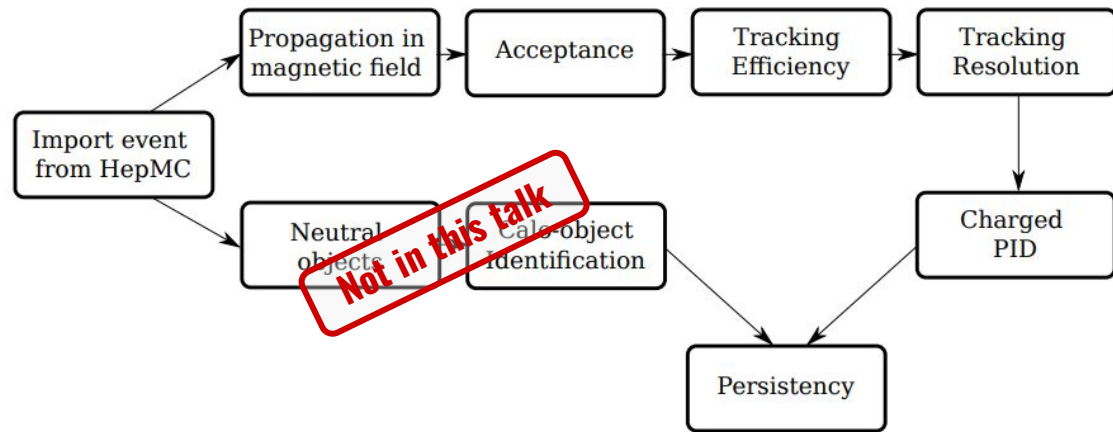 Propagation in
magnetic field
Acceptance
Tracking
Efficiency
Tracking
Resolution
Import event
from HepMC
Neutral
objects
Calo-object
Identification
Not in this talk
Charged
PID
Persistency